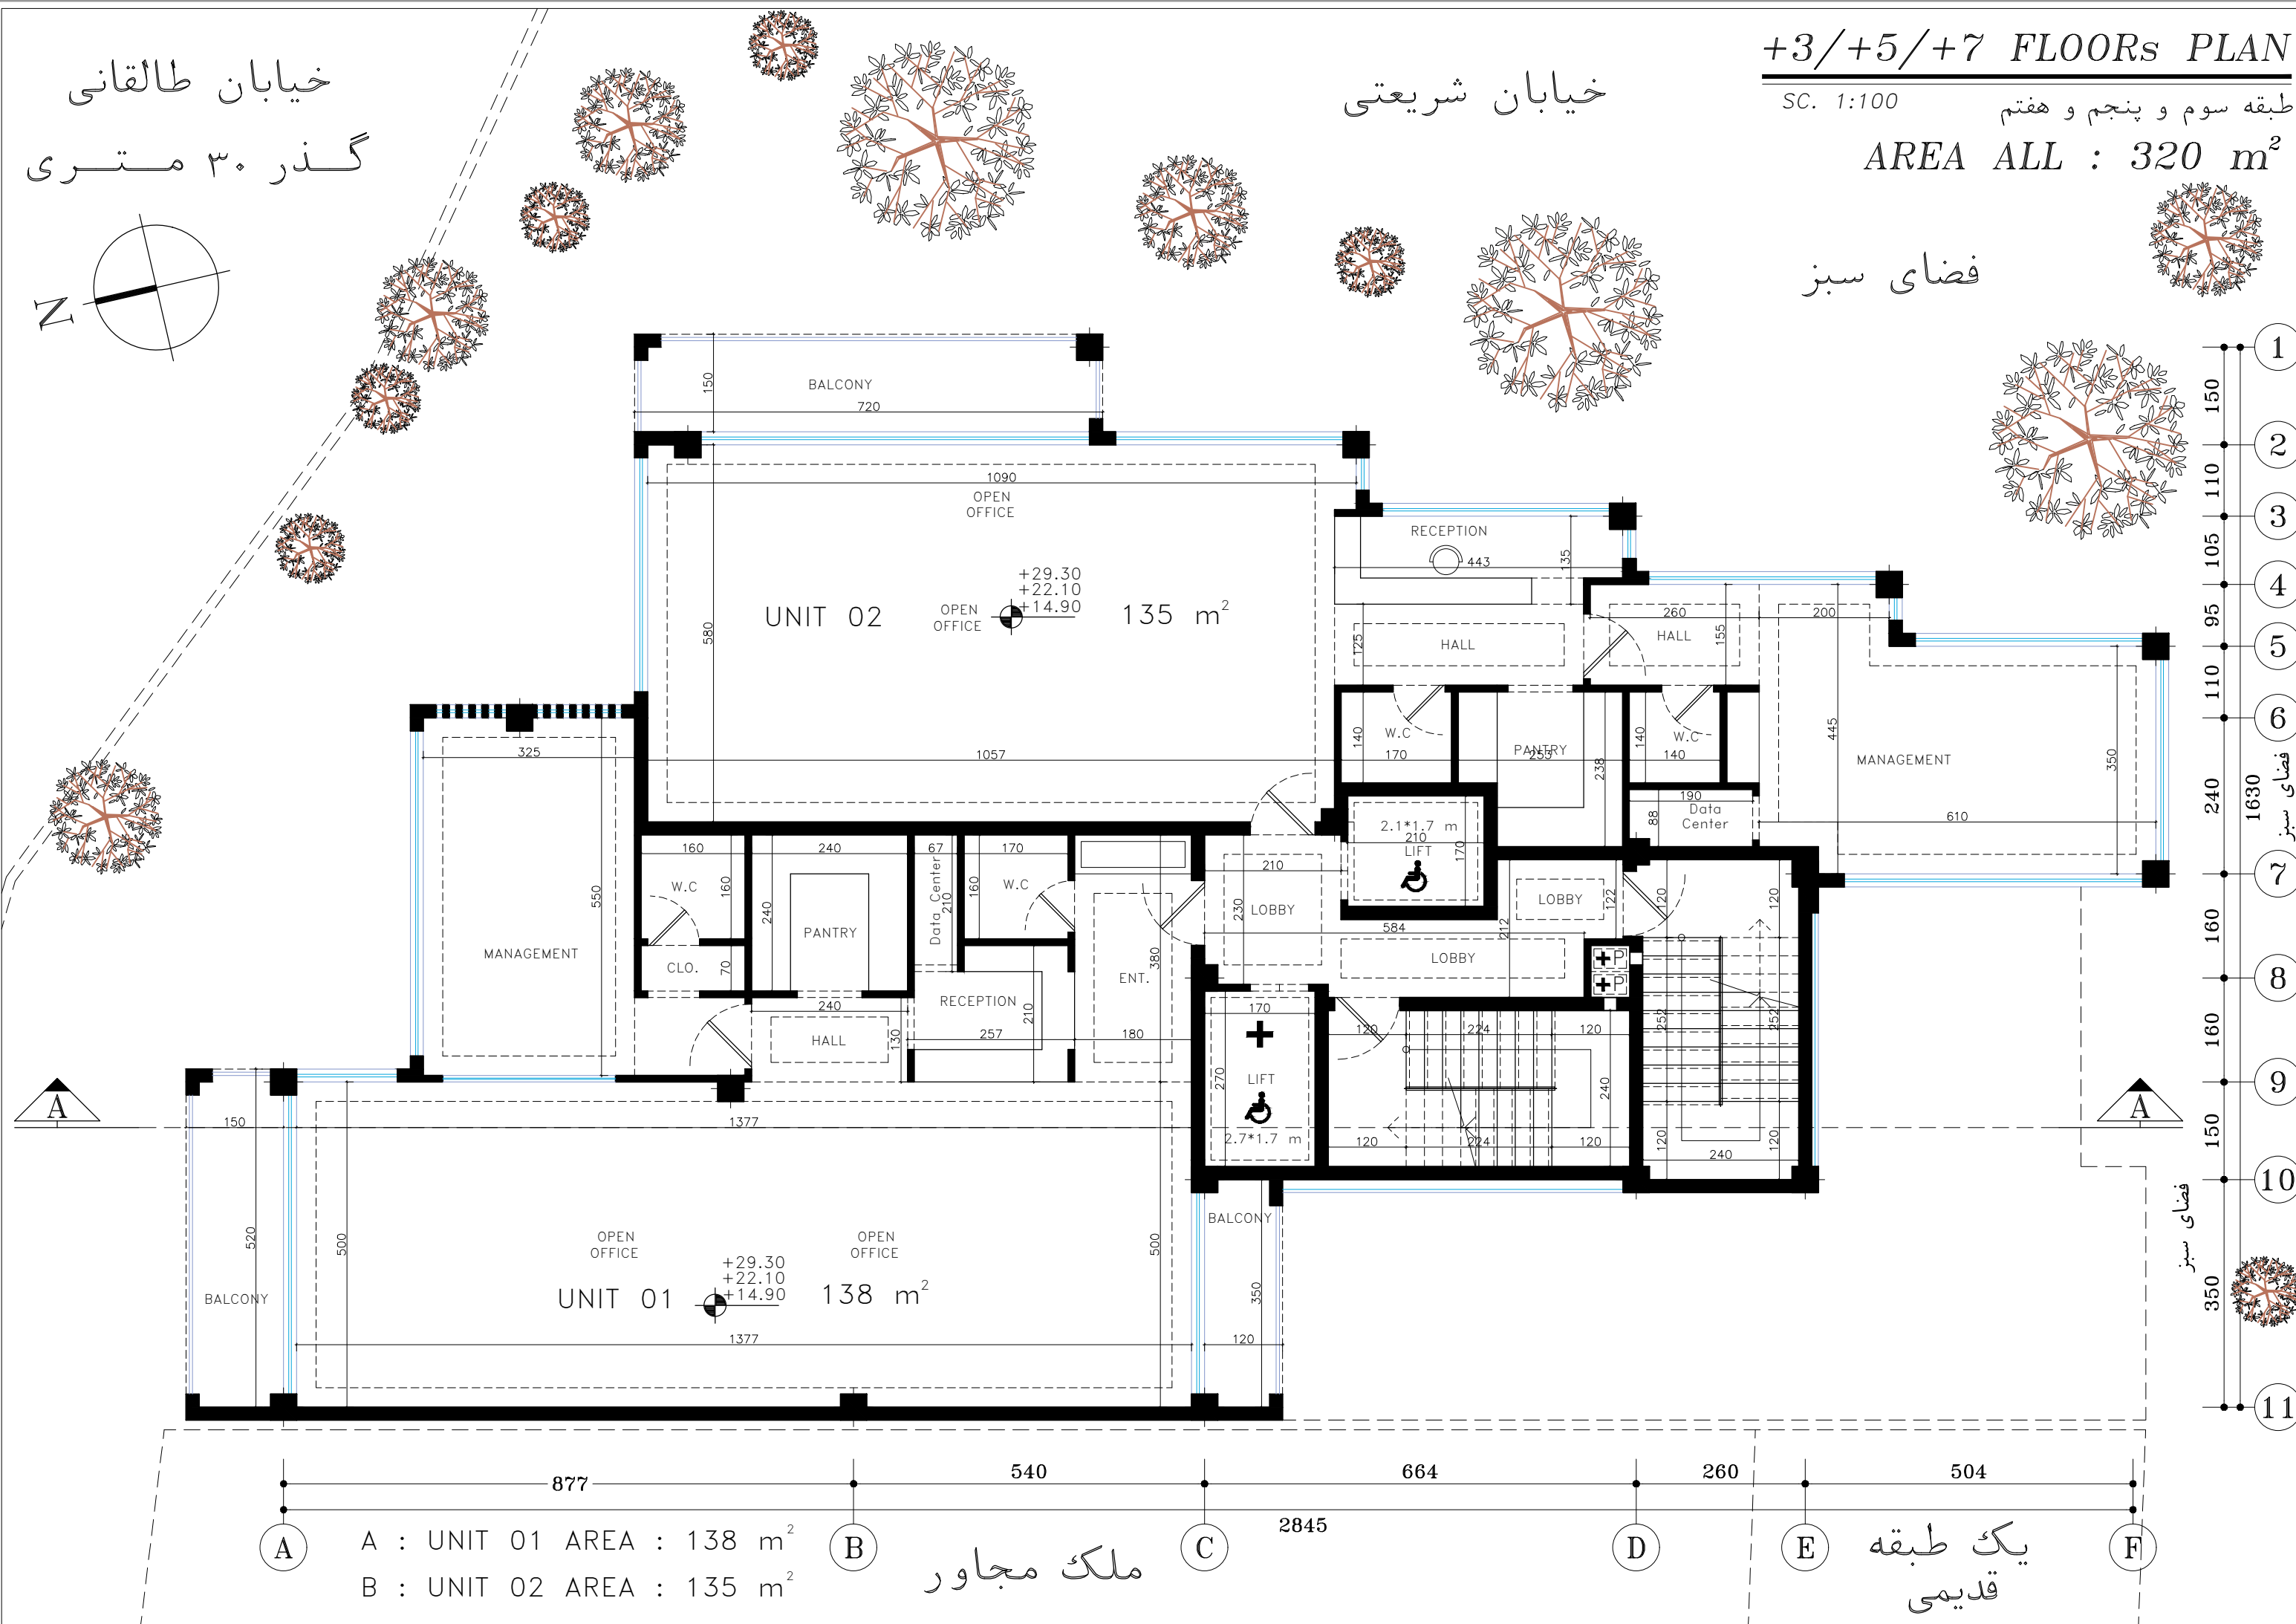 +3/+5/+7 FLOORs PLAN
SC. 1:100
طبقه سوم و پنجم و هفتم
AREA ALL : 320 m²
خیابان طالقانی
گذر ۳۰ متری
N
خیابان شریعتی
فضای سبز
1
150
BALCONY
150
720
2
110
1090
OPEN
OFFICE
3
RECEPTION
443
135
105
+29.30
+22.10
+14.90
UNIT 02
OPEN
OFFICE
135 m²
580
4
95
260
200
HALL
125
HALL
155
5
110
6
325
1057
W.C
140
170
PANTRY
253
238
W.C
140
140
445
MANAGEMENT
350
240
1630
فضای سبز
190
Data
Center
88
610
2.1*1.7 m
210
LIFT
170
7
160
240
67
170
210
W.C
160
240
Data Center
210
160
W.C
550
PANTRY
MANAGEMENT
CLO.
70
380
ENT.
230
LOBBY
584
212
LOBBY
122
LOBBY
P
P
120
120
160
8
RECEPTION
210
240
HALL
130
257
180
170
120
224
120
252
252
160
270
LIFT
2.7*1.7 m
240
9
A
150
1377
120
224
120
120
120
240
A
150
10
520
500
OPEN
OFFICE
OPEN
OFFICE
500
BALCONY
فضای سبز
+29.30
+22.10
+14.90
UNIT 01
138 m²
BALCONY
350
350
1377
120
11
877
540
664
260
504
2845
A
B
C
D
E
F
A : UNIT 01 AREA : 138 m²
B : UNIT 02 AREA : 135 m²
ملک مجاور
یک طبقه
قدیمی